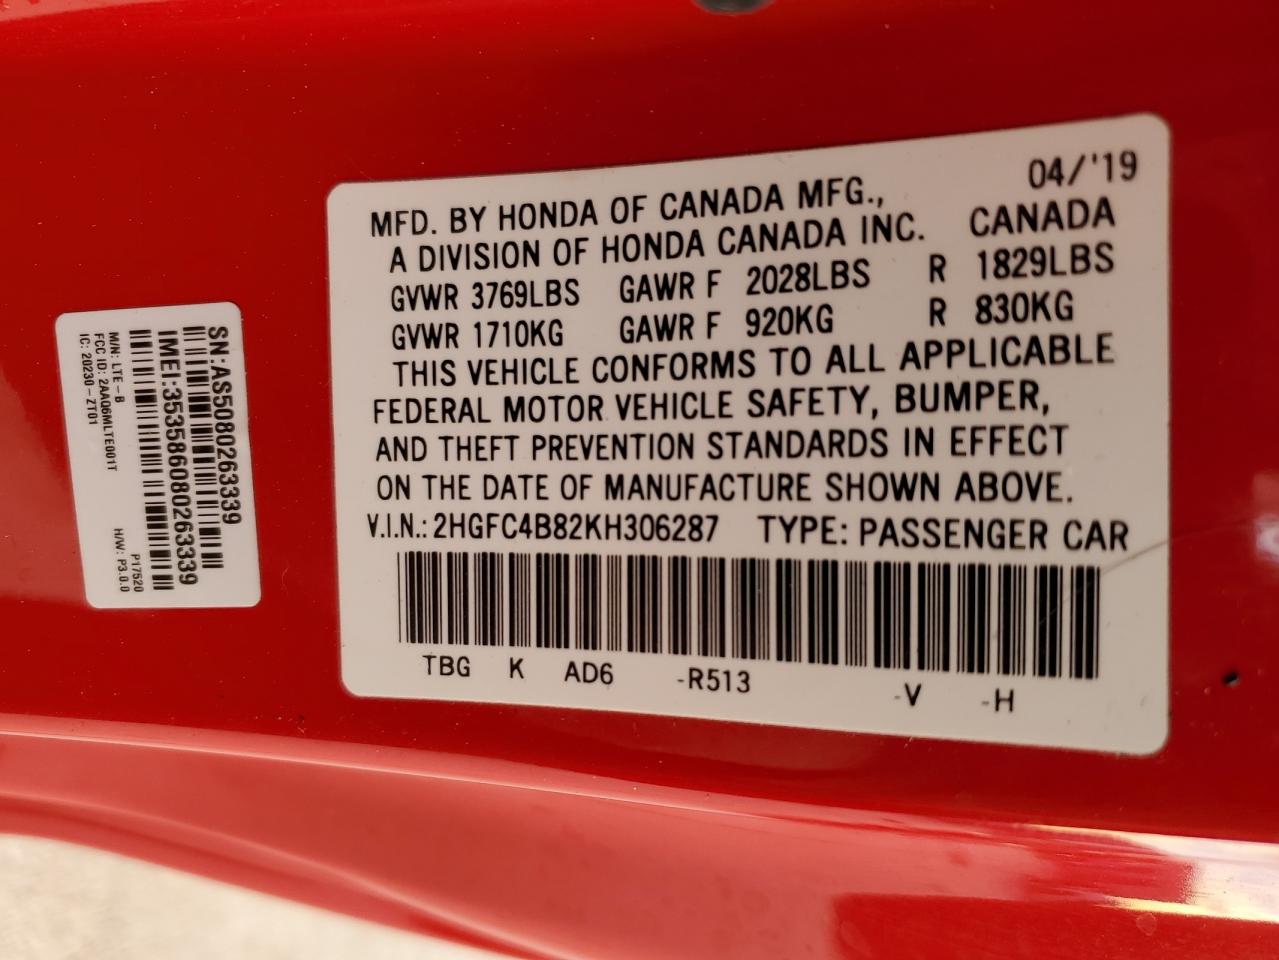 04/'19
MFD. BY HONDA OF CANADA MFG.,
A DIVISION OF HONDA CANADA INC. CANADA
GVWR 3769LBS GAWR F 2028LBS R 1829LBS
GVWR 1710KG GAWR F 920KG R 830KG
THIS VEHICLE CONFORMS TO ALL APPLICABLE
FEDERAL MOTOR VEHICLE SAFETY, BUMPER,
AND THEFT PREVENTION STANDARDS IN EFFECT
ON THE DATE OF MANUFACTURE SHOWN ABOVE.
V.I.N.: 2HGFC4B82KH306287 TYPE: PASSENGER CAR
TBG K AD6 -R513 -V -H
SN:AS5080263339
IMEI:353586080263339
M/N: LTE-B P17520
FCC ID: 2AAQ6MLTE001T H/W: P3.0.0
IC: 20230-ZT01